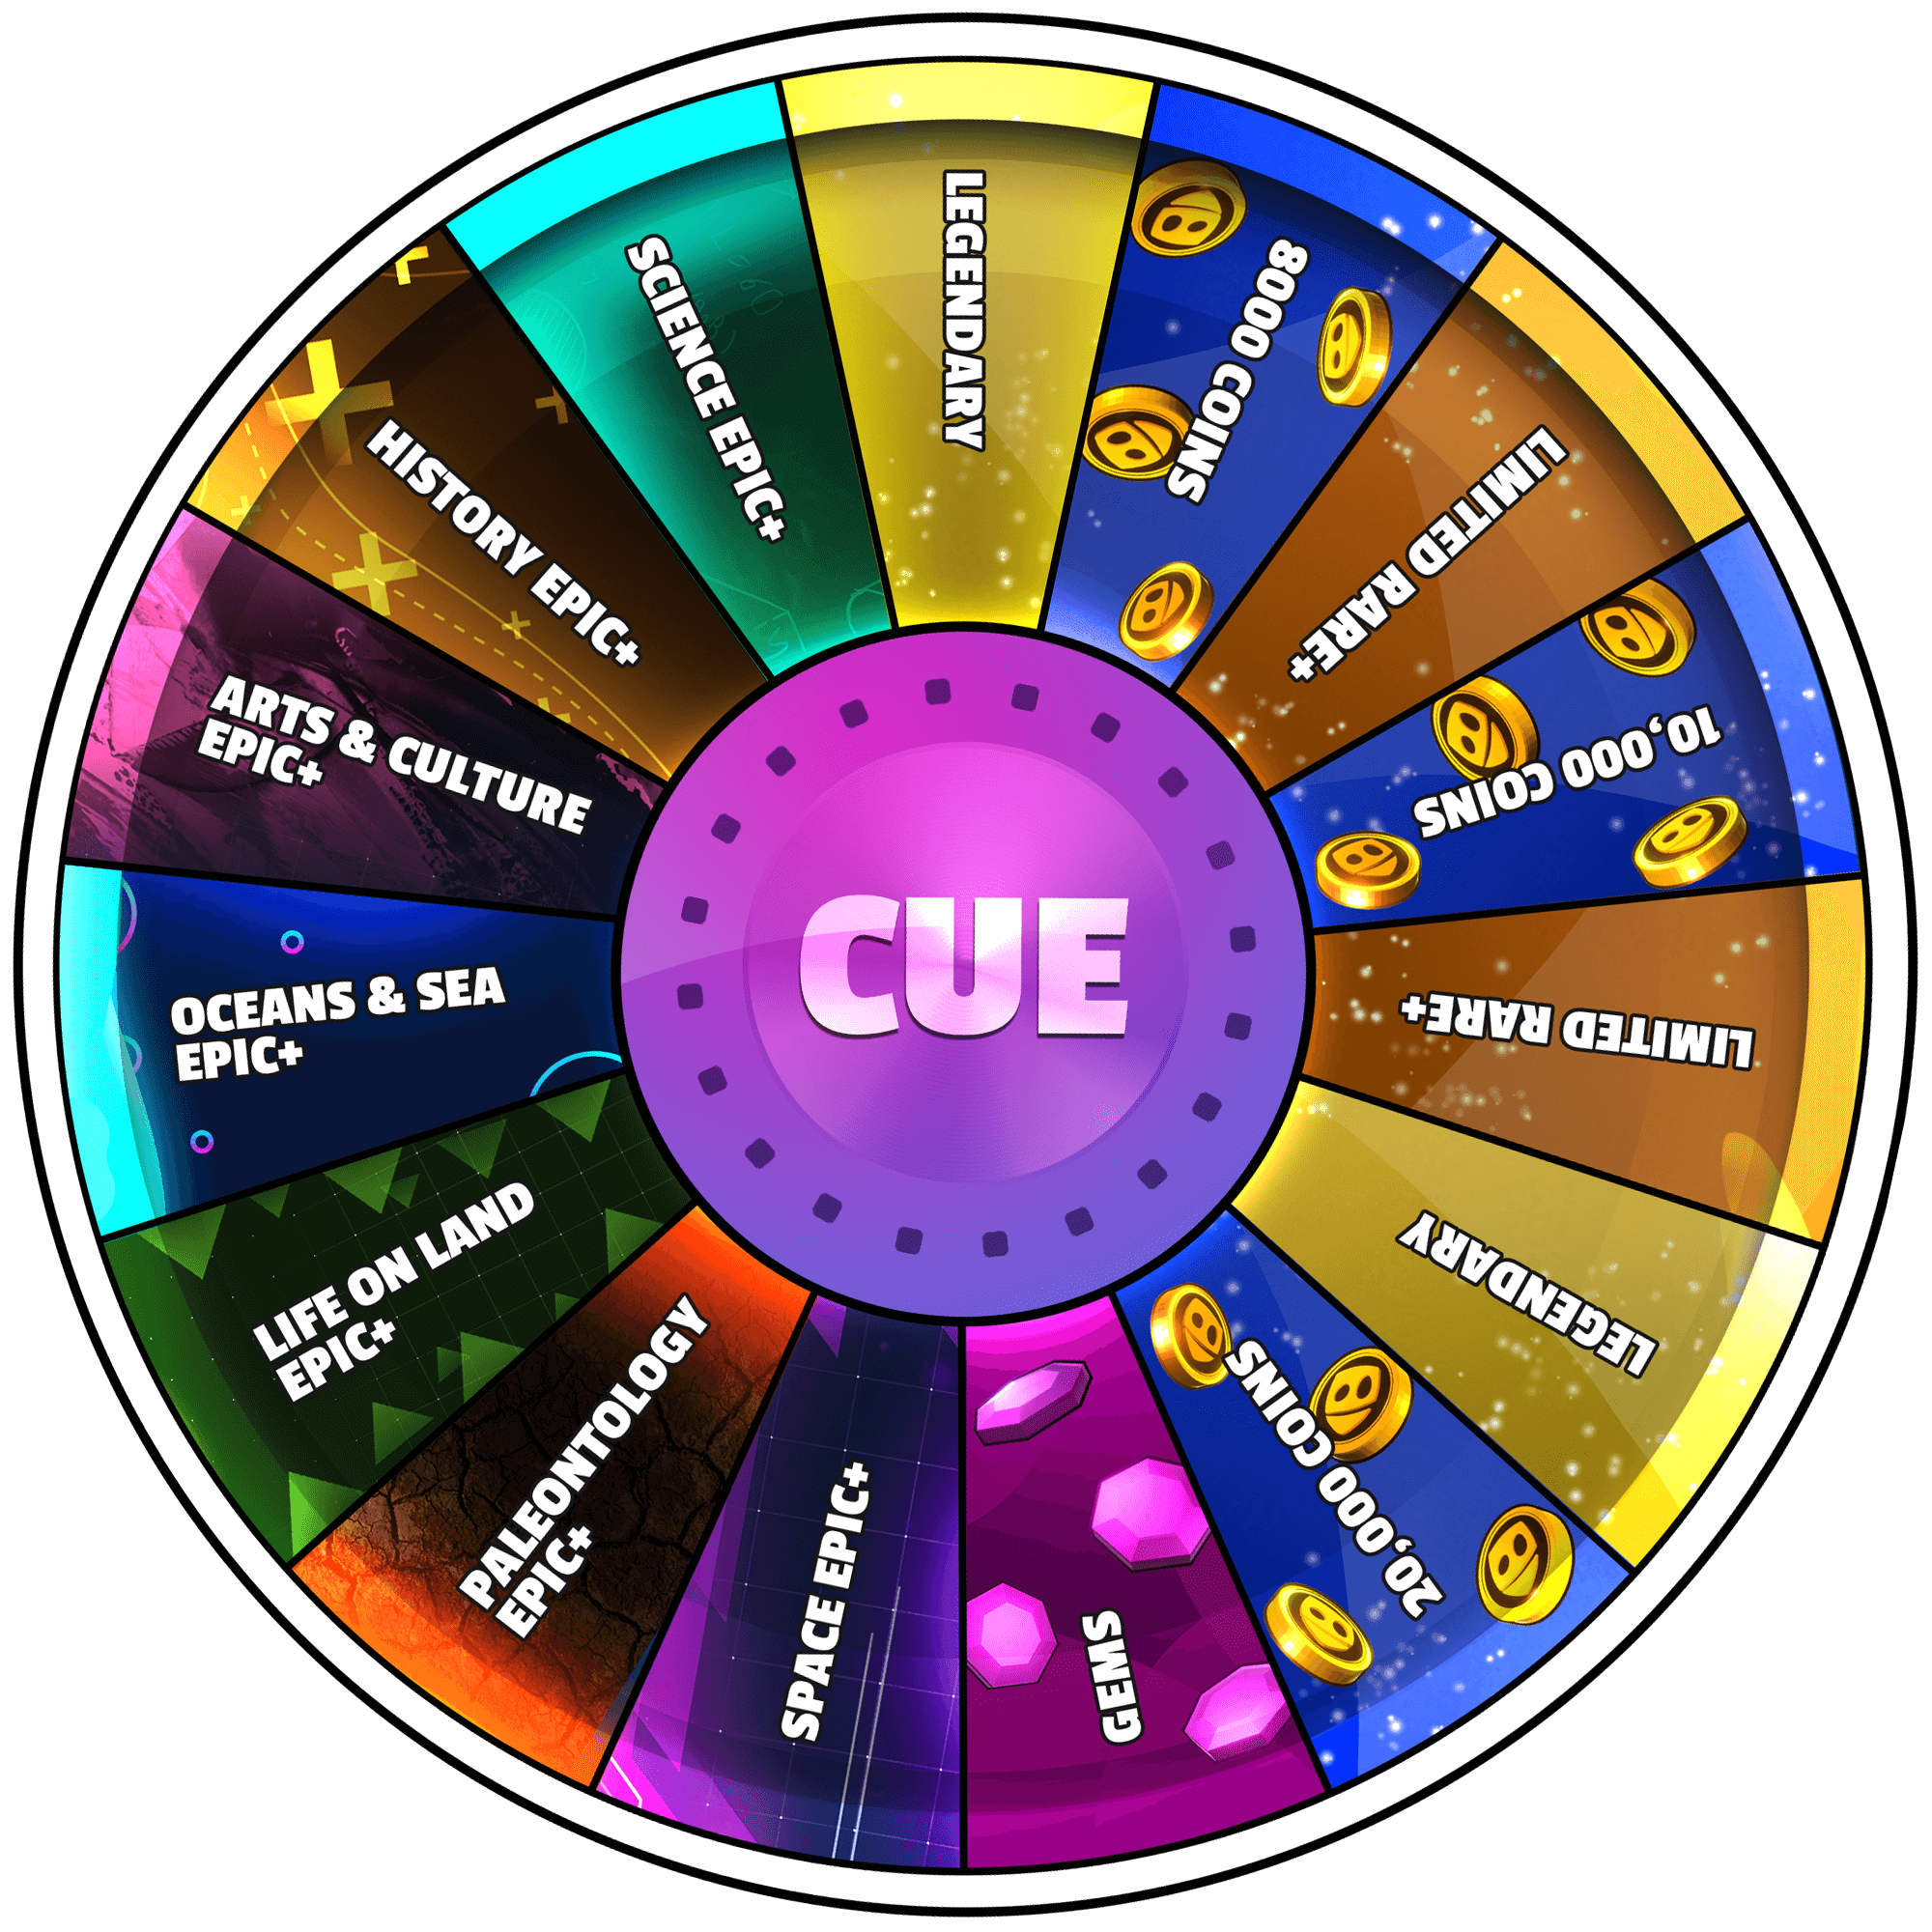 LEGENDARY
8000 COINS
LIMITED RARE+
10,000 COINS
LIMITED RARE+
LEGENDARY
20,000 COINS
GEMS
SPACE EPIC+
PALEONTOLOGY
EPIC+
LIFE ON LAND
EPIC+
OCEANS & SEA
EPIC+
ARTS & CULTURE
EPIC+
HISTORY EPIC+
SCIENCE EPIC+
CUE